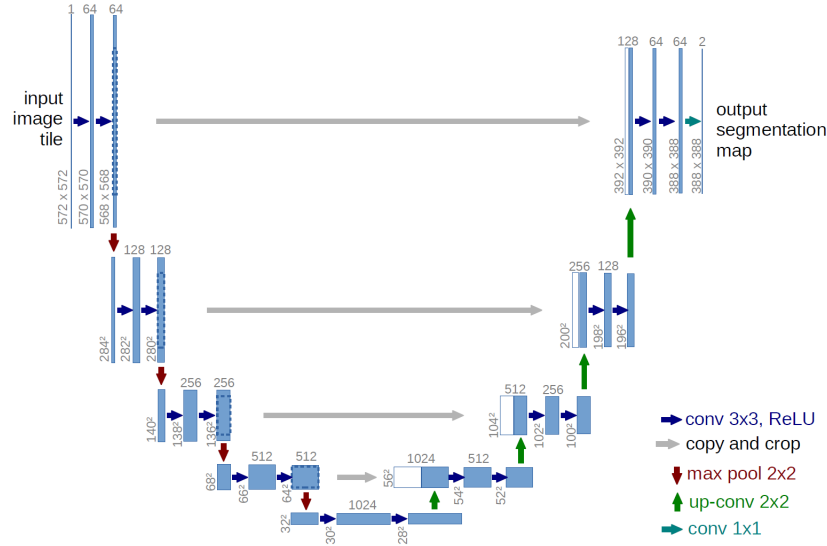 1 64 64
input
image
tile
572 x 572
570 x 570
568 x 568
128 64 64 2
output
segmentation
map
392 x 392
390 x 390
388 x 388
388 x 388
128 128
284²
282²
280²
256 128
200²
198²
196²
256 256
140²
138²
136²
512 256
104²
102²
100²
512 512
68²
66²
64²
1024 512
56²
54²
52²
1024
32²
30²
28²
conv 3x3, ReLU
copy and crop
max pool 2x2
up-conv 2x2
conv 1x1